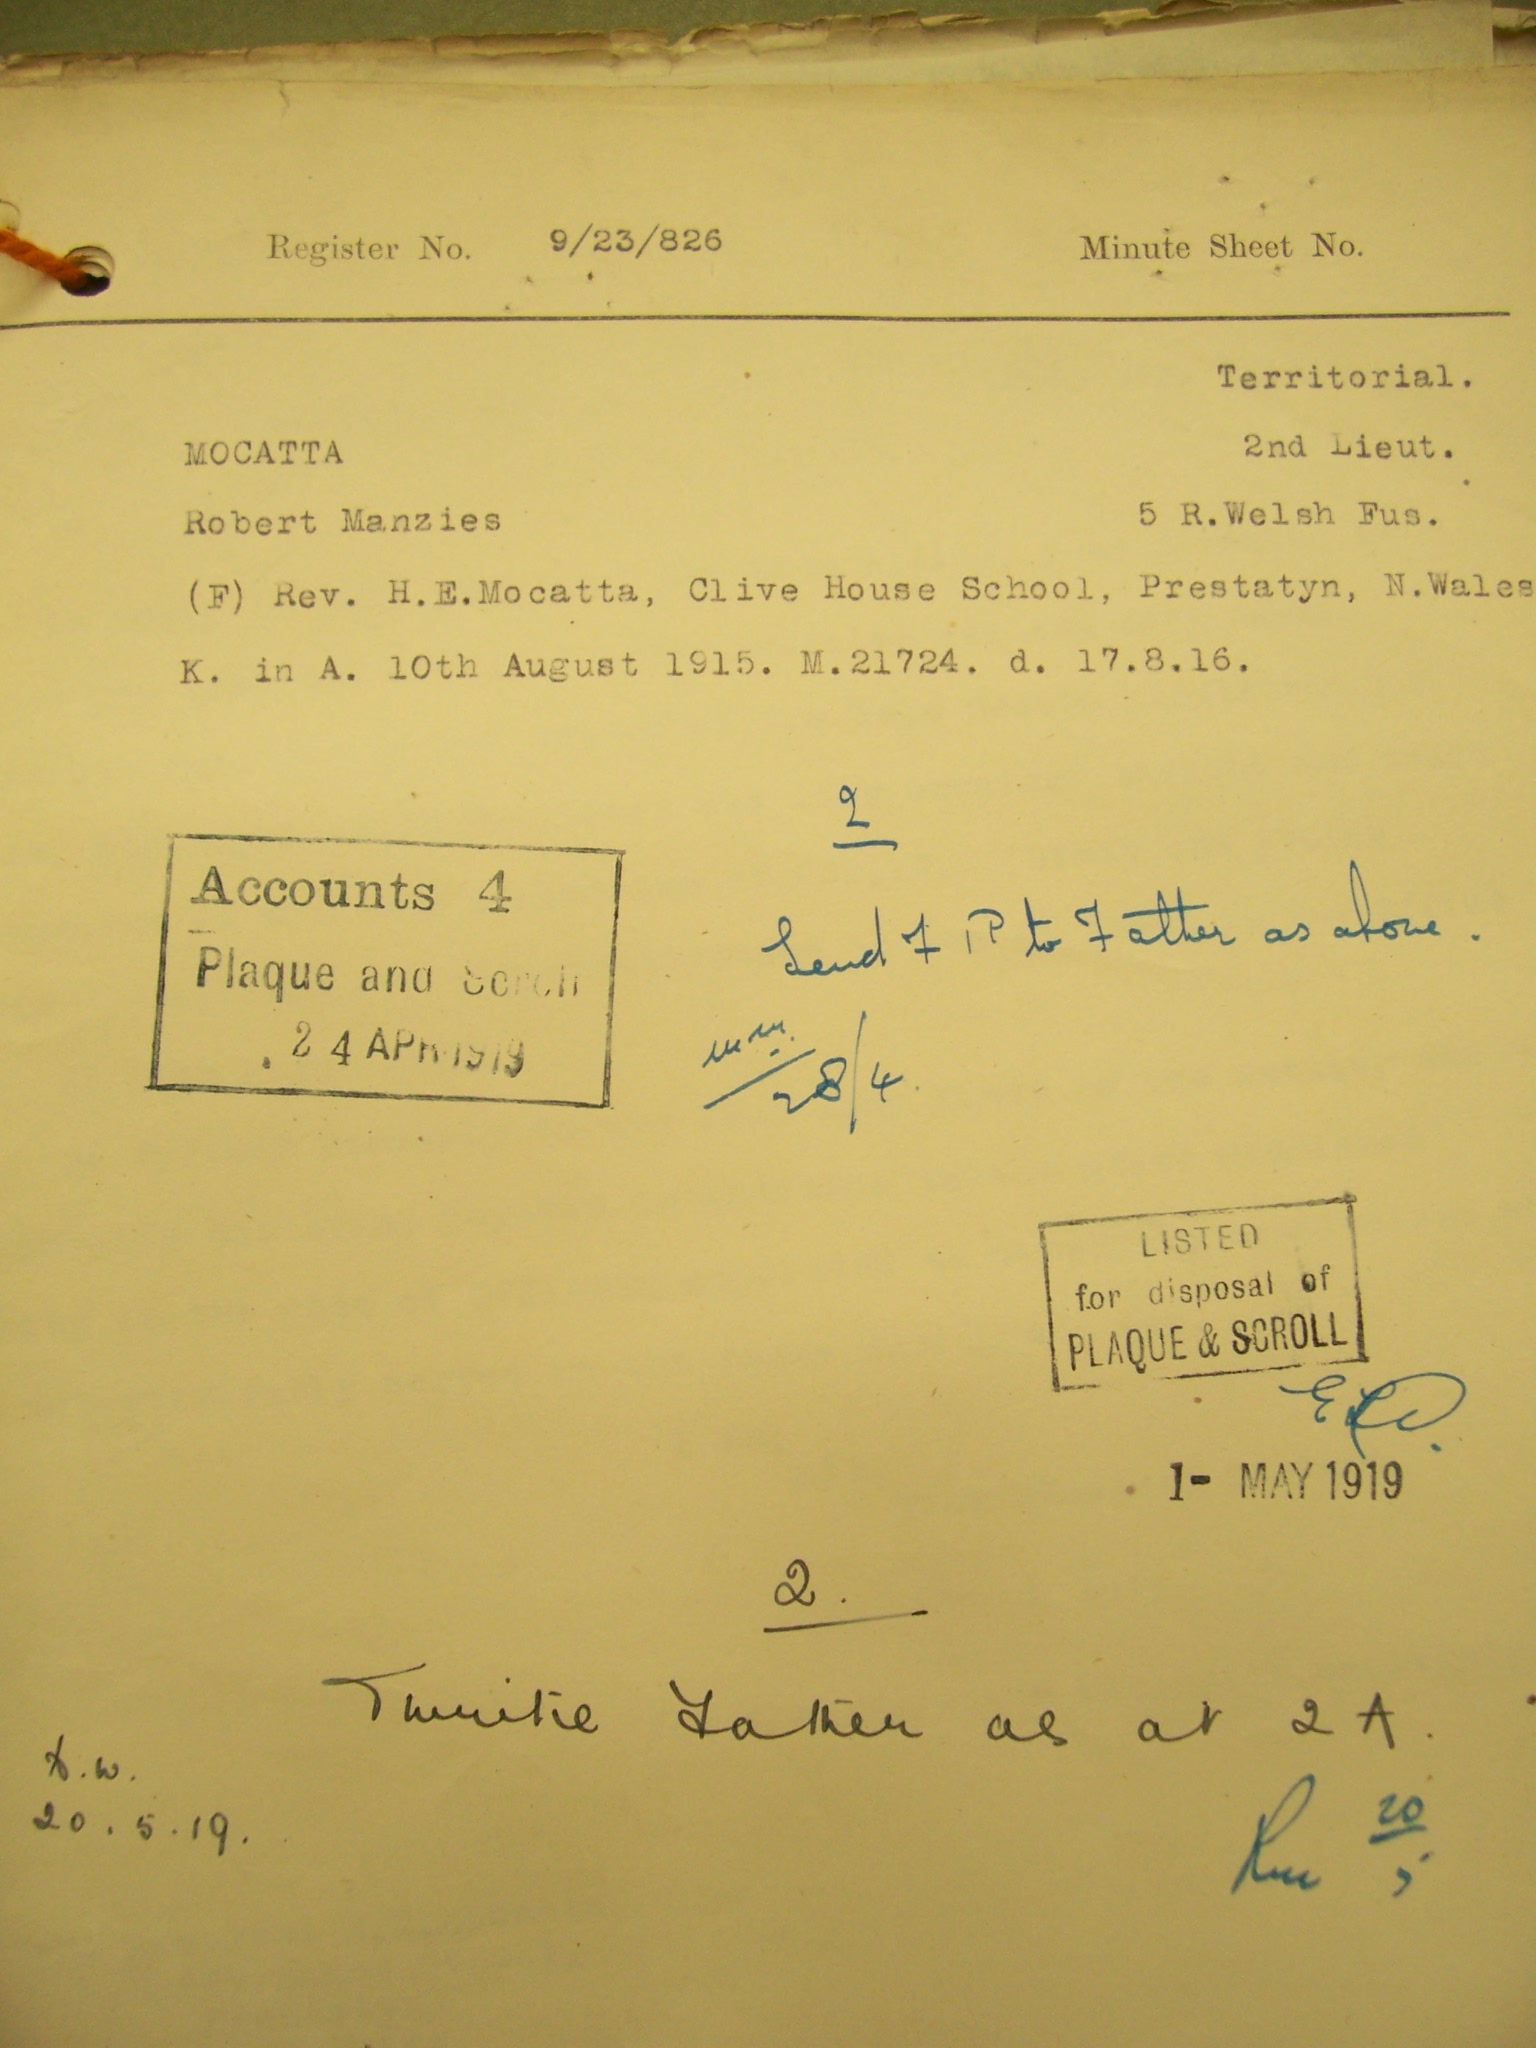 Register No. 9/23/826 Minute Sheet No.
Territorial.
MOCATTA 2nd Lieut.
Robert Manzies 5 R.Welsh Fus.
(F) Rev. H.E.Mocatta, Clive House School, Prestatyn, N.Wales
K. in A. 10th August 1915. M.21724. d. 17.8.16.
2
Accounts 4
Plaque and Scroll
24 APR 1919
Send F P to Father as above.
28/4.
LISTED
for disposal of
PLAQUE & SCROLL
1- MAY 1919
2.
Father as at 2A.
20.5.19.
20
5